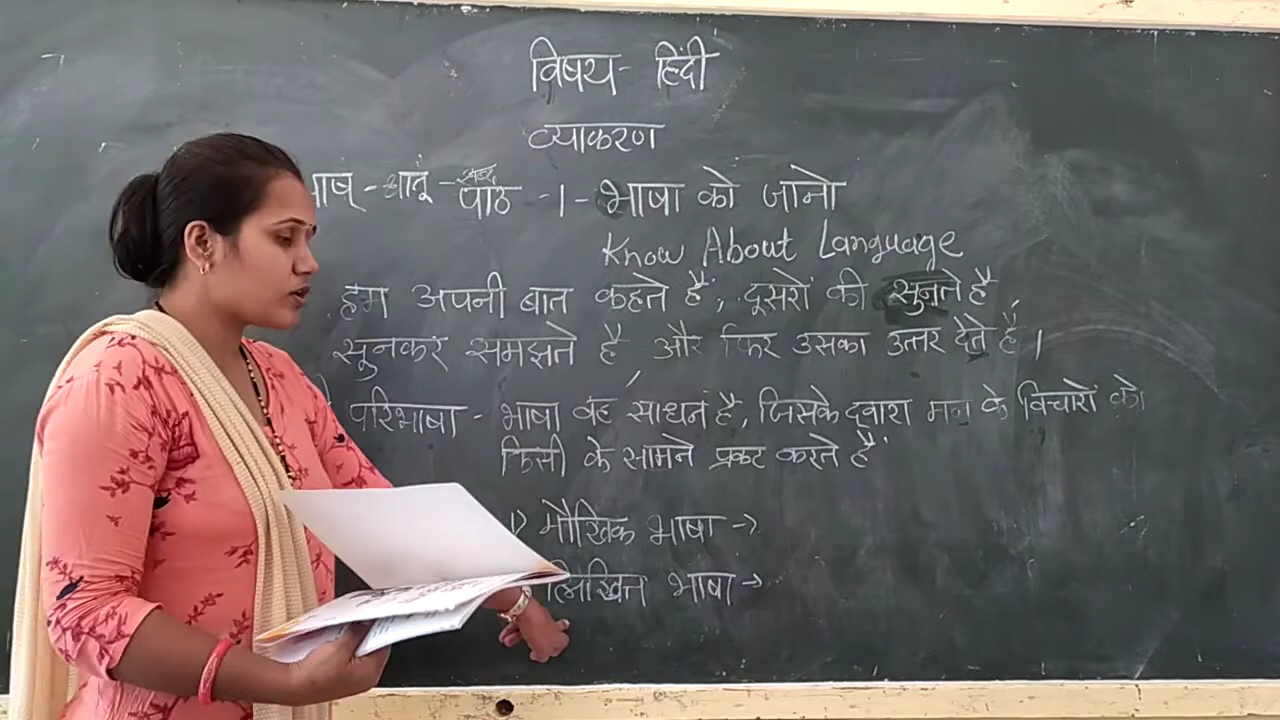 विषय- हिंदी
व्याकरण
भाष् - धातू - शब्द
पाठ -1- भाषा को जानो
Know About Language
हम अपनी बात कहते हैं, दूसरों की सुनते है,
सूनकर समझते है, और फिर उसका उत्तर देते है।
परिभाषा - भाषा वह साधन है, जिसके द्वारा मन के विचारों को
किसी के सामने प्रकट करते हैं
1) मौखिक भाषा →
लिखित भाषा →